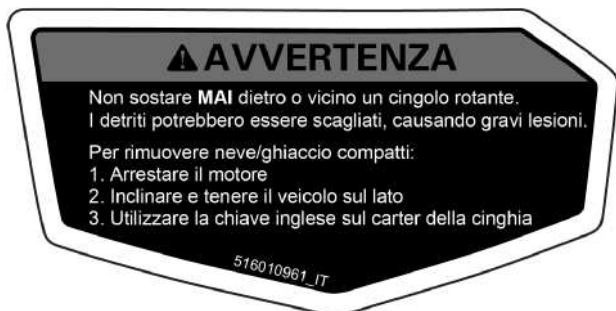 AVVERTENZA
Non sostare MAI dietro o vicino un cingolo rotante.
I detriti potrebbero essere scagliati, causando gravi lesioni.
Per rimuovere neve/ghiaccio compatti:
1. Arrestare il motore
2. Inclinare e tenere il veicolo sul lato
3. Utilizzare la chiave inglese sul carter della cinghia
516010961_IT